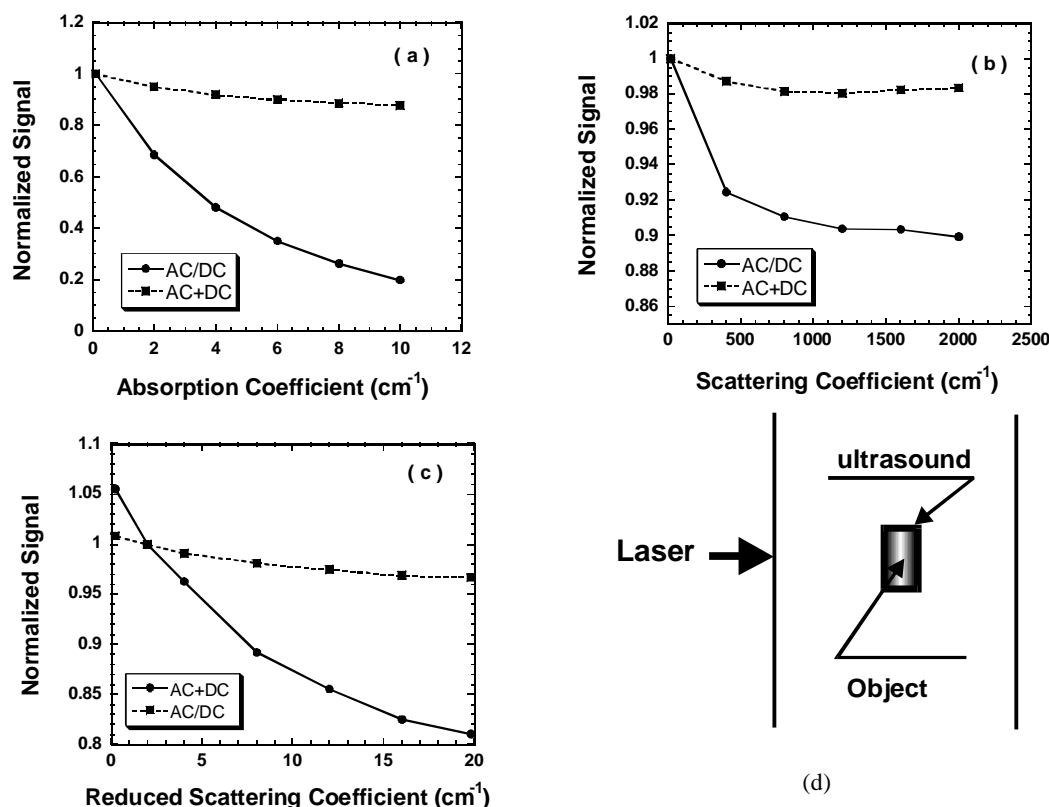 ( a )
Normalized Signal
1.2
1
0.8
0.6
0.4
0.2
0
AC/DC
AC+DC
0 2 4 6 8 10 12
Absorption Coefficient (cm-1)
( b )
Normalized Signal
1.02
1
0.98
0.96
0.94
0.92
0.9
0.88
0.86
AC/DC
AC+DC
0 500 1000 1500 2000 2500
Scattering Coefficient (cm-1)
( c )
Normalized Signal
1.1
1.05
1
0.95
0.9
0.85
0.8
AC+DC
AC/DC
0 4 8 12 16 20
Reduced Scattering Coefficient (cm-1)
ultrasound
Laser
Object
(d)